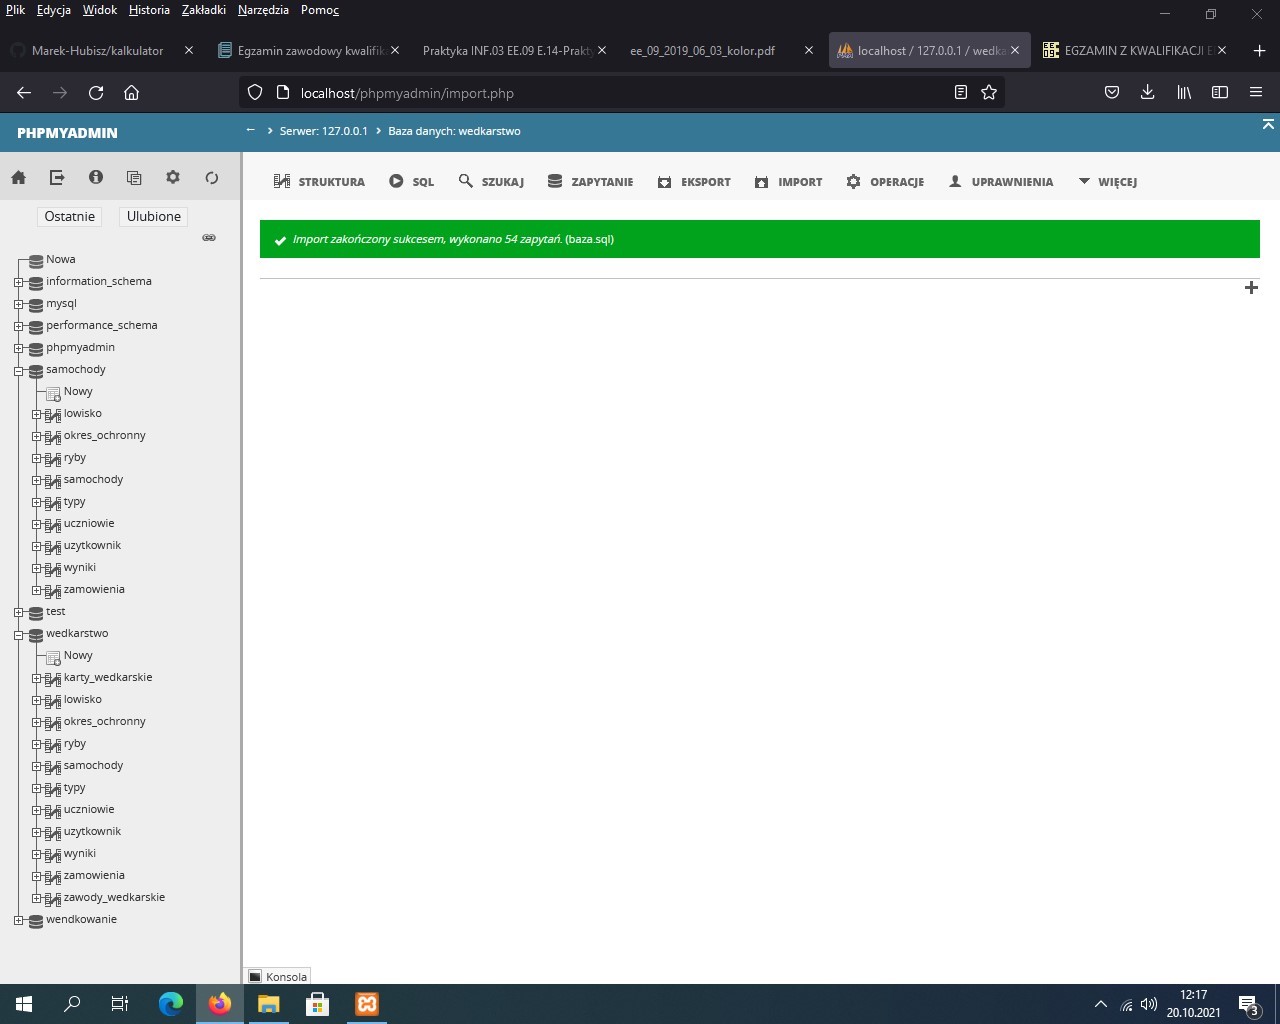 Plik Edycja Widok Historia Zakładki Narzędzia Pomoc
Marek-Hubisz/kalkulator
Egzamin zawodowy kwalifik
Praktyka INF.03 EE.09 E.14-Prakty
ee_09_2019_06_03_kolor.pdf
localhost / 127.0.0.1 / wedka
EGZAMIN Z KWALIFIKACJI E
localhost/phpmyadmin/import.php
PHPMYADMIN
Serwer: 127.0.0.1
Baza danych: wedkarstwo
STRUKTURA
SQL
SZUKAJ
ZAPYTANIE
EKSPORT
IMPORT
OPERACJE
UPRAWNIENIA
WIĘCEJ
Ostatnie
Ulubione
Import zakończony sukcesem, wykonano 54 zapytań. (baza.sql)
Nowa
information_schema
mysql
performance_schema
phpmyadmin
samochody
Nowy
lowisko
okres_ochronny
ryby
samochody
typy
uczniowie
uzytkownik
wyniki
zamowienia
test
wedkarstwo
Nowy
karty_wedkarskie
lowisko
okres_ochronny
ryby
samochody
typy
uczniowie
uzytkownik
wyniki
zamowienia
zawody_wedkarskie
wendkowanie
Konsola
12:17
20.10.2021
3